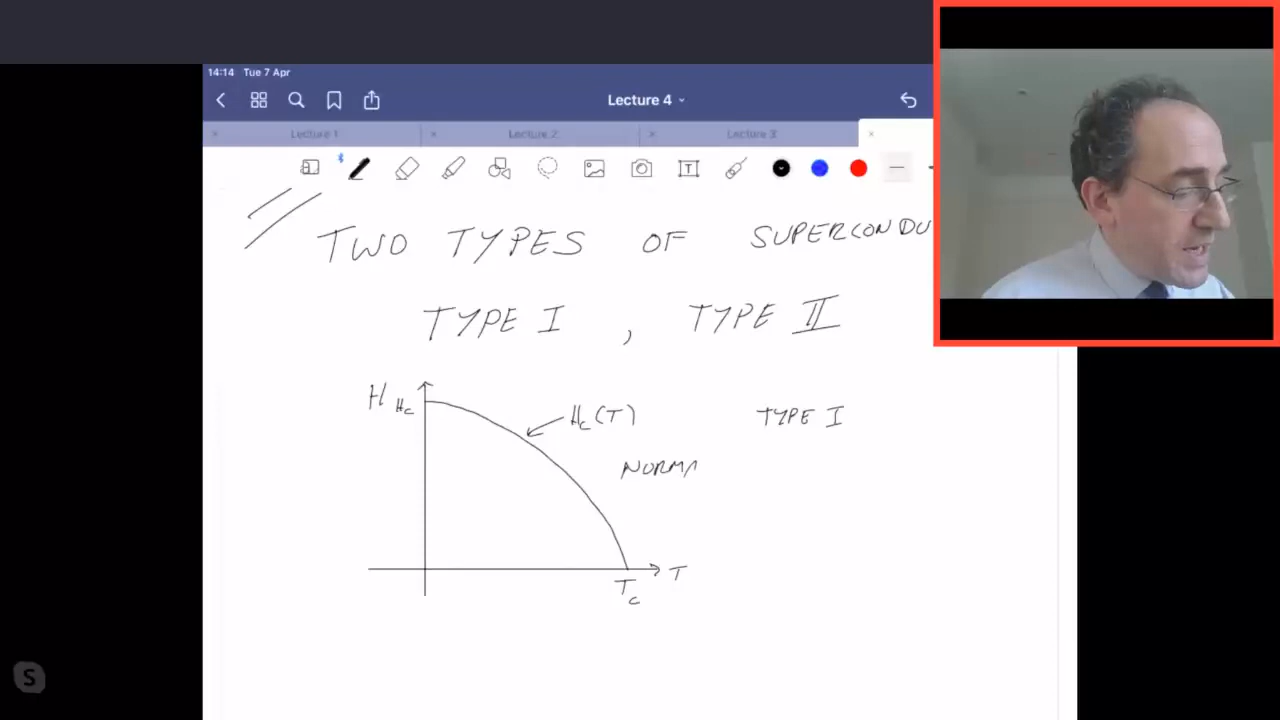 14:14 Tue 7 Apr
Lecture 4
Lecture 1
Lecture 2
Lecture 3
T
TWO TYPES OF SUPERCONDU
TYPE I , TYPE II
H
Hc
Hc(T)
TYPE I
NORMA
T
Tc
S